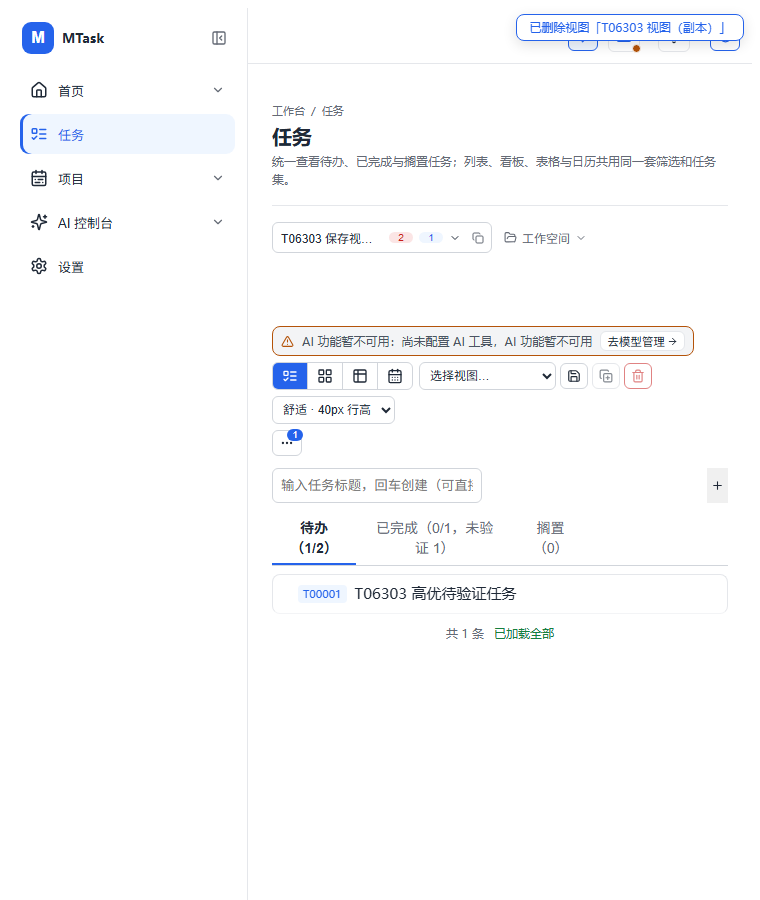 M MTask
已删除视图「T06303 视图（副本）」
首页
任务
项目
AI 控制台
设置
工作台 / 任务
任务
统一查看待办、已完成与搁置任务；列表、看板、表格与日历共用同一套筛选和任务
集。
T06303 保存视... 2 1 工作空间
AI 功能暂不可用：尚未配置 AI 工具，AI 功能暂不可用 去模型管理 →
选择视图...
舒适 · 40px 行高
1
输入任务标题，回车创建（可直接
+
待办
（1/2）
已完成（0/1，未验
证 1）
搁置
（0）
T00001 T06303 高优待验证任务
共 1 条 已加载全部